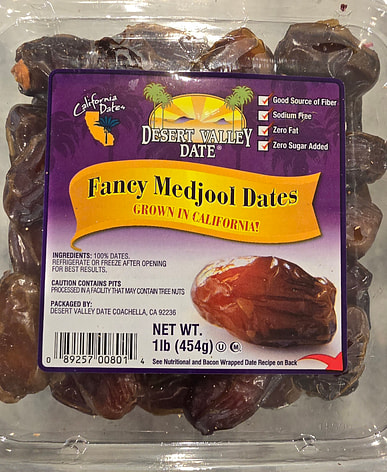 California
Dates
DESERT VALLEY
DATE®
Good Source of Fiber
Sodium Free
Zero Fat
Zero Sugar Added
Fancy Medjool Dates
GROWN IN CALIFORNIA!
INGREDIENTS: 100% DATES.
REFRIGERATE OR FREEZE AFTER OPENING
FOR BEST RESULTS.
CAUTION CONTAINS PITS
PROCESSED IN A FACILITY THAT MAY CONTAIN TREE NUTS
PACKAGED BY:
DESERT VALLEY DATE COACHELLA, CA 92236
NET WT.
1lb (454g) U M
See Nutritional and Bacon Wrapped Date Recipe on Back
0 89257 00801 4